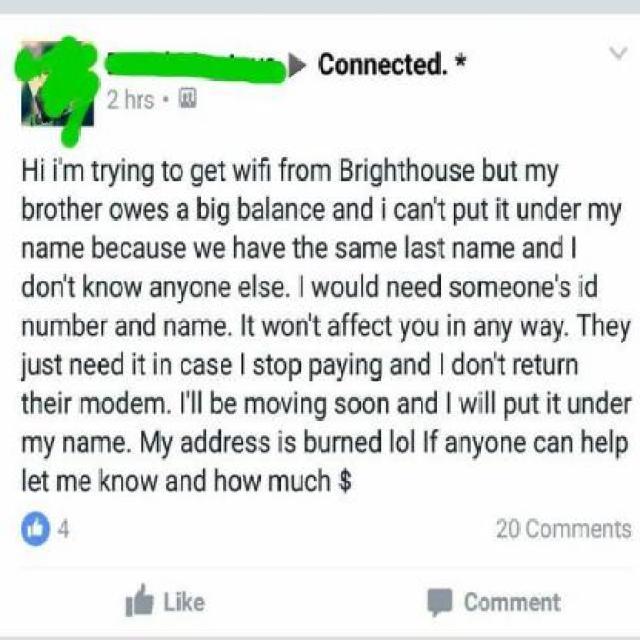 Connected. *
2 hrs •
Hi i'm trying to get wifi from Brighthouse but my
brother owes a big balance and i can't put it under my
name because we have the same last name and I
don't know anyone else. I would need someone's id
number and name. It won't affect you in any way. They
just need it in case I stop paying and I don't return
their modem. I'll be moving soon and I will put it under
my name. My address is burned lol If anyone can help
let me know and how much $
4
20 Comments
Like
Comment